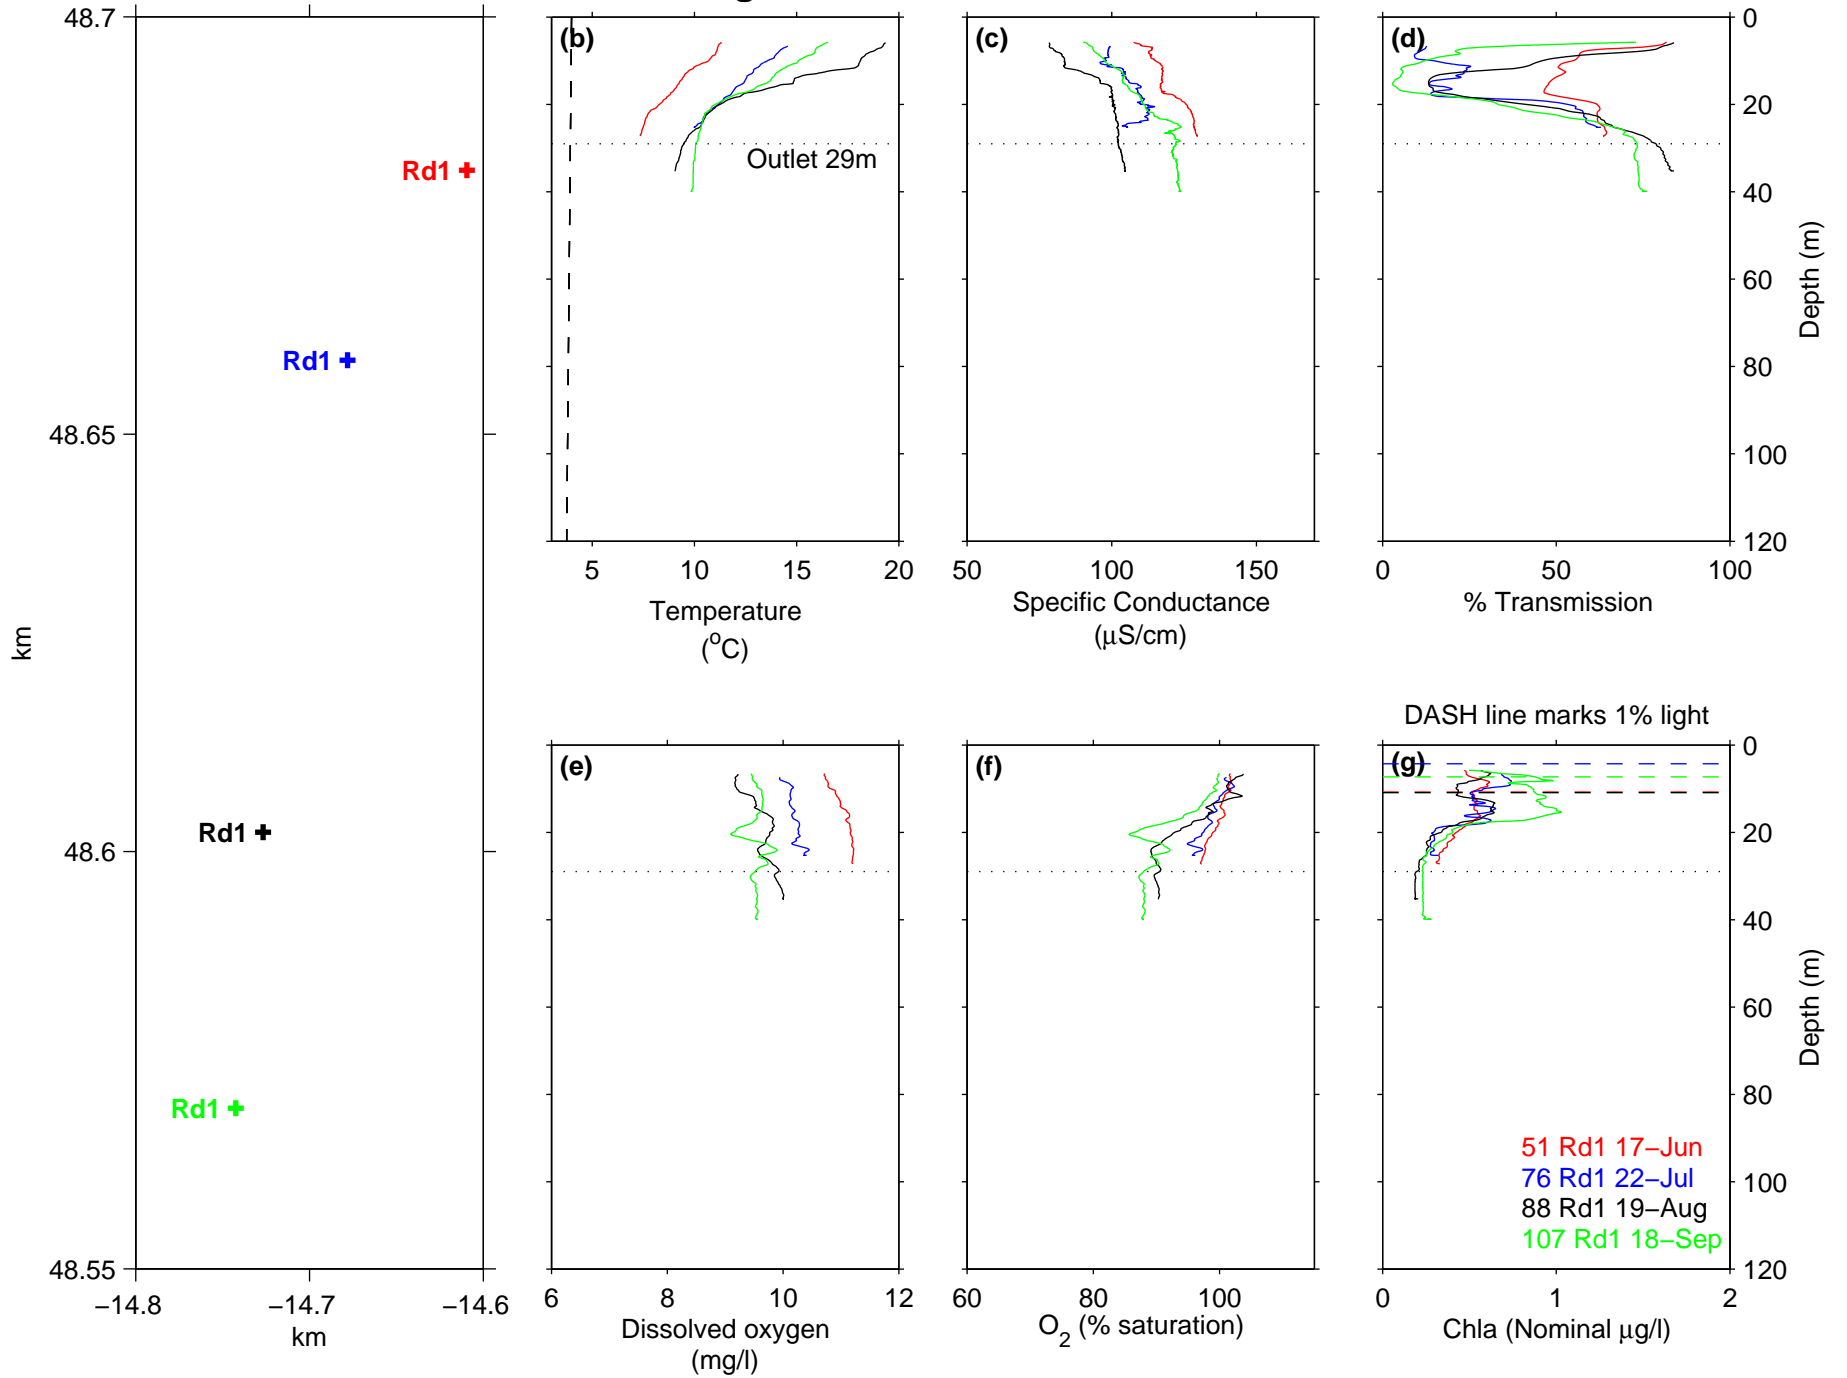 48.7
48.65
48.6
48.55
km
−14.8
−14.7
−14.6
km
Rd1
Rd1
Rd1
Rd1
(b)
Outlet 29m
5
10
15
20
Temperature
(°C)
(c)
50
100
150
Specific Conductance
(μS/cm)
(d)
0
50
100
% Transmission
0
20
40
60
80
100
120
Depth (m)
(e)
6
8
10
12
Dissolved oxygen
(mg/l)
(f)
60
80
100
O2 (% saturation)
DASH line marks 1% light
(g)
51 Rd1 17−Jun
76 Rd1 22−Jul
88 Rd1 19−Aug
107 Rd1 18−Sep
0
1
2
Chla (Nominal μg/l)
0
20
40
60
80
100
120
Depth (m)